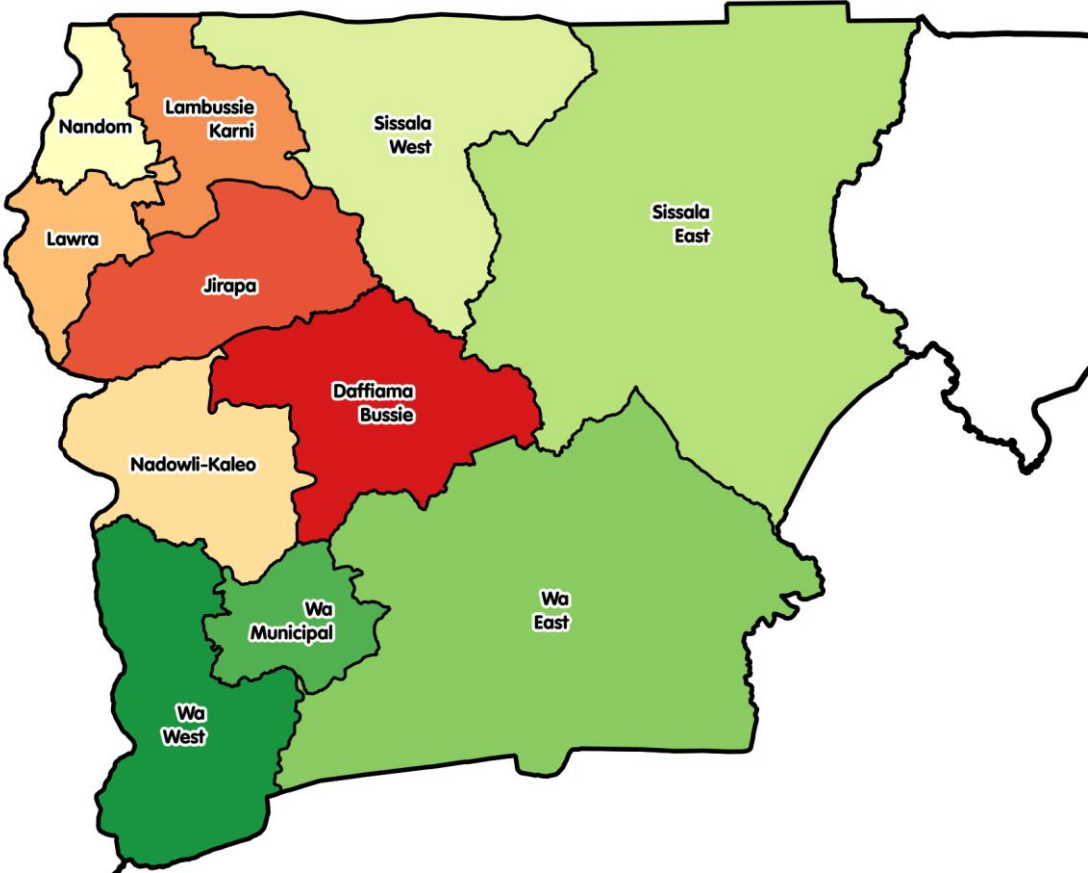 Lambussie
Karni
Nandom
Sissala
West
Sissala
East
Lawra
Jirapa
Daffiama
Bussie
Nadowli-Kaleo
Wa
East
Wa
Municipal
Wa
West